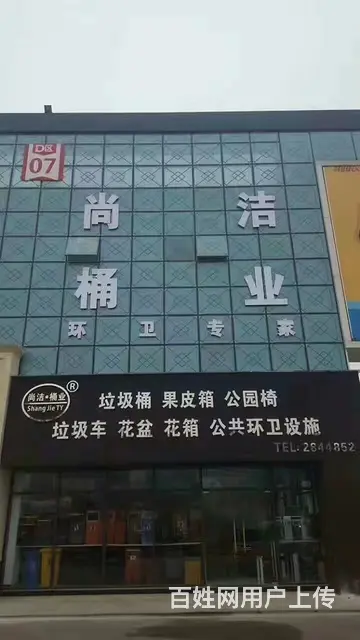 D区
07
尚 洁
桶 业
环 卫 专 家
尚洁·桶业
Shang Jie TY
®
垃圾桶 果皮箱 公园椅
垃圾车 花盆 花箱 公共环卫设施
TEL:2844852
百姓网用户上传